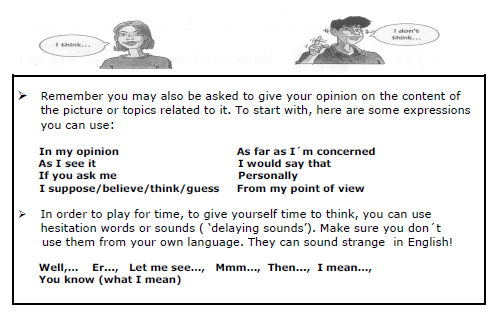 I think...
I don't
think...
➢ Remember you may also be asked to give your opinion on the content of
the picture or topics related to it. To start with, here are some expressions
you can use:
In my opinion As far as I´m concerned
As I see it I would say that
If you ask me Personally
I suppose/believe/think/guess From my point of view
➢ In order to play for time, to give yourself time to think, you can use
hesitation words or sounds ( ‘delaying sounds’). Make sure you don´t
use them from your own language. They can sound strange in English!
Well,... Er..., Let me see..., Mmm..., Then..., I mean...,
You know (what I mean)